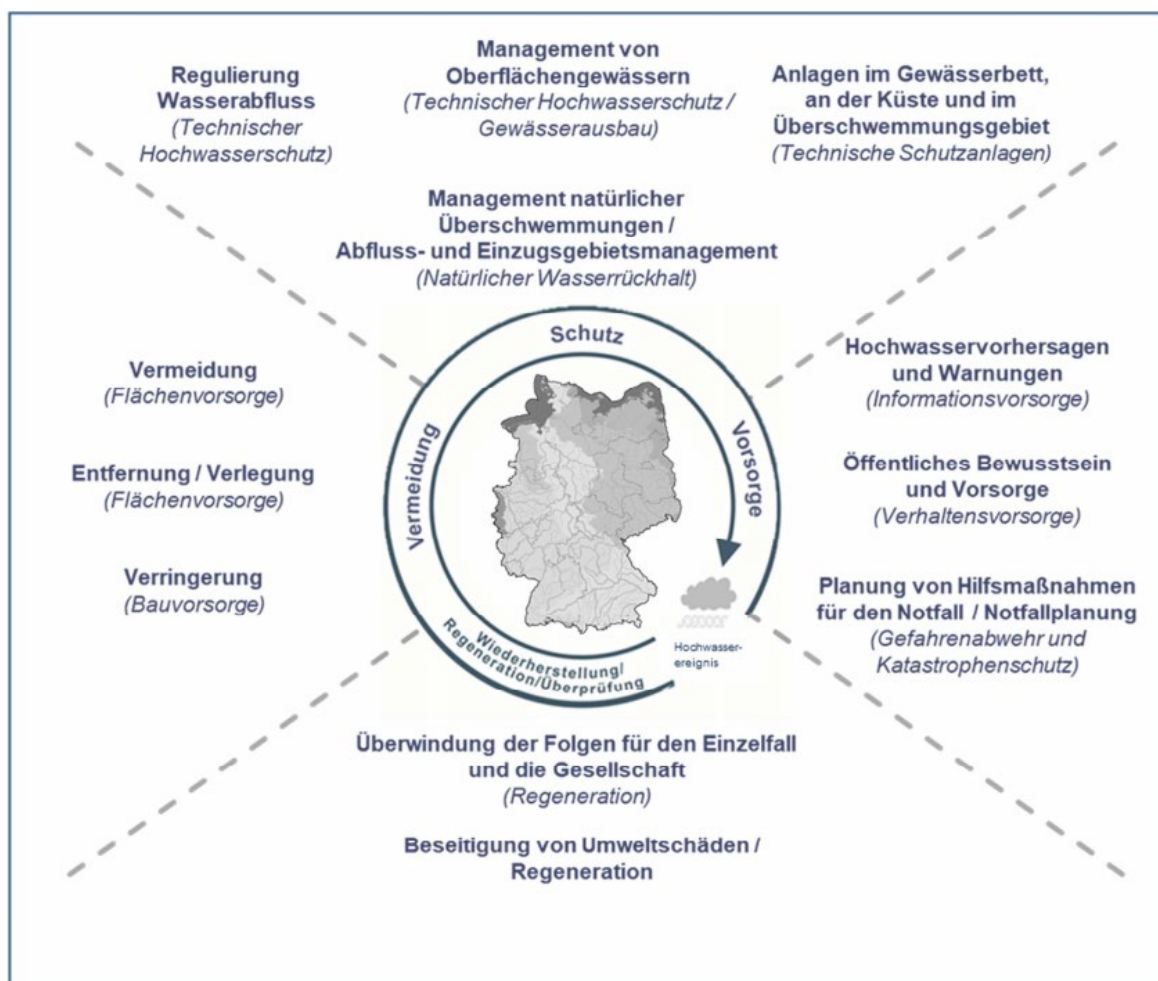 Regulierung
Wasserabfluss
(Technischer
Hochwasserschutz)
Management von
Oberflächengewässern
(Technischer Hochwasserschutz /
Gewässerausbau)
Anlagen im Gewässerbett,
an der Küste und im
Überschwemmungsgebiet
(Technische Schutzanlagen)
Management natürlicher
Überschwemmungen /
Abfluss- und Einzugsgebietsmanagement
(Natürlicher Wasserrückhalt)
Schutz
Vermeidung
Vorsorge
Wiederherstellung/
Regeneration/Überprüfung
Hochwasser-
ereignis
Vermeidung
(Flächenvorsorge)
Entfernung / Verlegung
(Flächenvorsorge)
Verringerung
(Bauvorsorge)
Hochwasservorhersagen
und Warnungen
(Informationsvorsorge)
Öffentliches Bewusstsein
und Vorsorge
(Verhaltensvorsorge)
Planung von Hilfsmaßnahmen
für den Notfall / Notfallplanung
(Gefahrenabwehr und
Katastrophenschutz)
Überwindung der Folgen für den Einzelfall
und die Gesellschaft
(Regeneration)
Beseitigung von Umweltschäden /
Regeneration